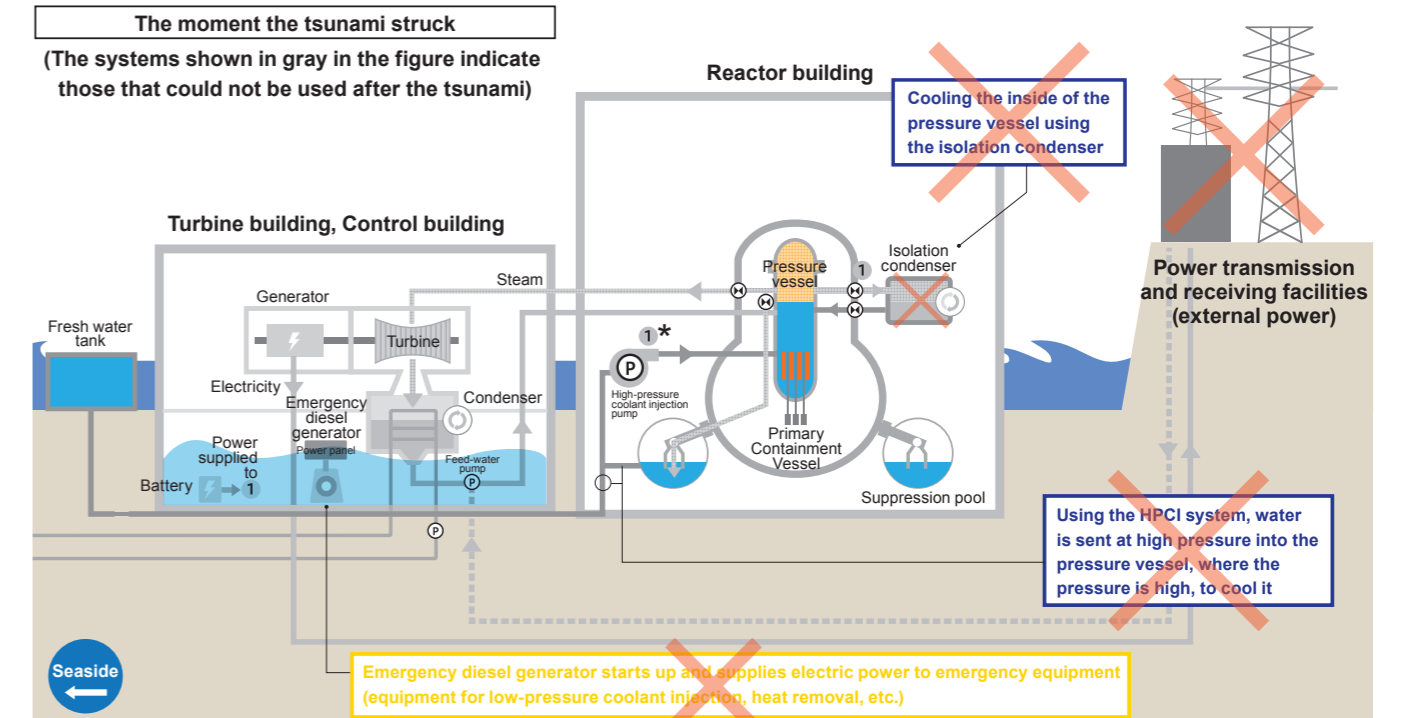 The moment the tsunami struck
(The systems shown in gray in the figure indicate
those that could not be used after the tsunami)
Reactor building
Cooling the inside of the
pressure vessel using
the isolation condenser
Turbine building, Control building
Power transmission
and receiving facilities
(external power)
Isolation
condenser
Pressure
vessel
1
Steam
Generator
Turbine
Fresh water
tank
1*
P
High-pressure
coolant injection
pump
Electricity
Condenser
Emergency
diesel
generator
Power panel
Power
supplied
to
1
Battery
Feed-water
pump
P
P
Primary
Containment
Vessel
Suppression pool
Using the HPCI system, water
is sent at high pressure into the
pressure vessel, where the
pressure is high, to cool it
Seaside
Emergency diesel generator starts up and supplies electric power to emergency equipment
(equipment for low-pressure coolant injection, heat removal, etc.)